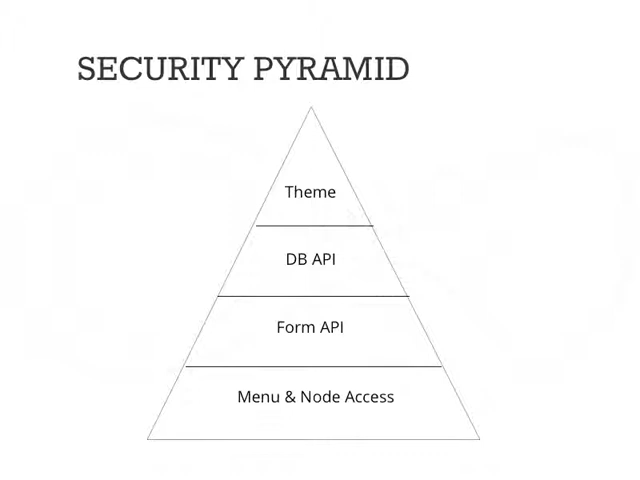 SECURITY PYRAMID
Theme
DB API
Form API
Menu & Node Access